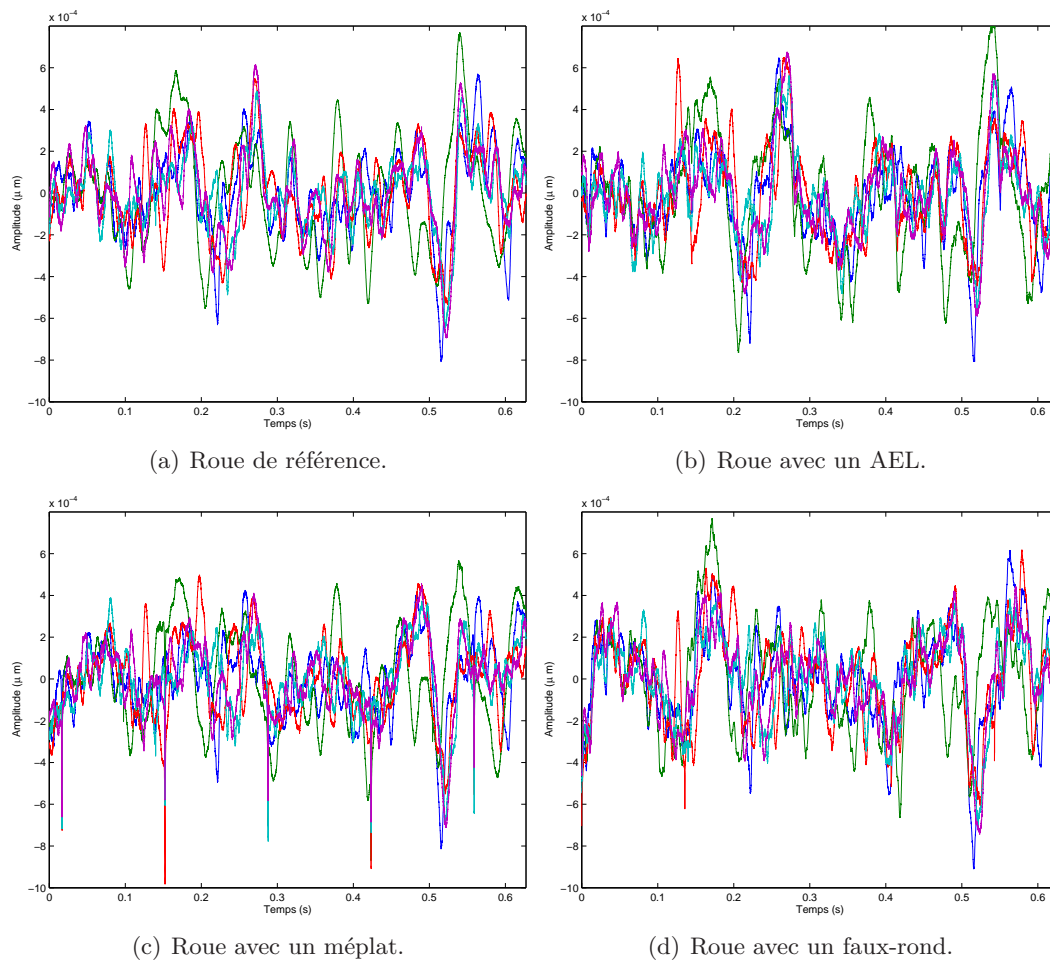 x 10⁻⁴
6
4
2
0
−2
−4
−6
−8
−10
Amplitude (μ m)
0 0.1 0.2 0.3 0.4 0.5 0.6
Temps (s)
(a) Roue de référence.
x 10⁻⁴
6
4
2
0
−2
−4
−6
−8
−10
Amplitude (μ m)
0 0.1 0.2 0.3 0.4 0.5 0.6
Temps (s)
(b) Roue avec un AEL.
x 10⁻⁴
6
4
2
0
−2
−4
−6
−8
−10
Amplitude (μ m)
0 0.1 0.2 0.3 0.4 0.5 0.6
Temps (s)
(c) Roue avec un méplat.
x 10⁻⁴
6
4
2
0
−2
−4
−6
−8
−10
Amplitude (μ m)
0 0.1 0.2 0.3 0.4 0.5 0.6
Temps (s)
(d) Roue avec un faux-rond.